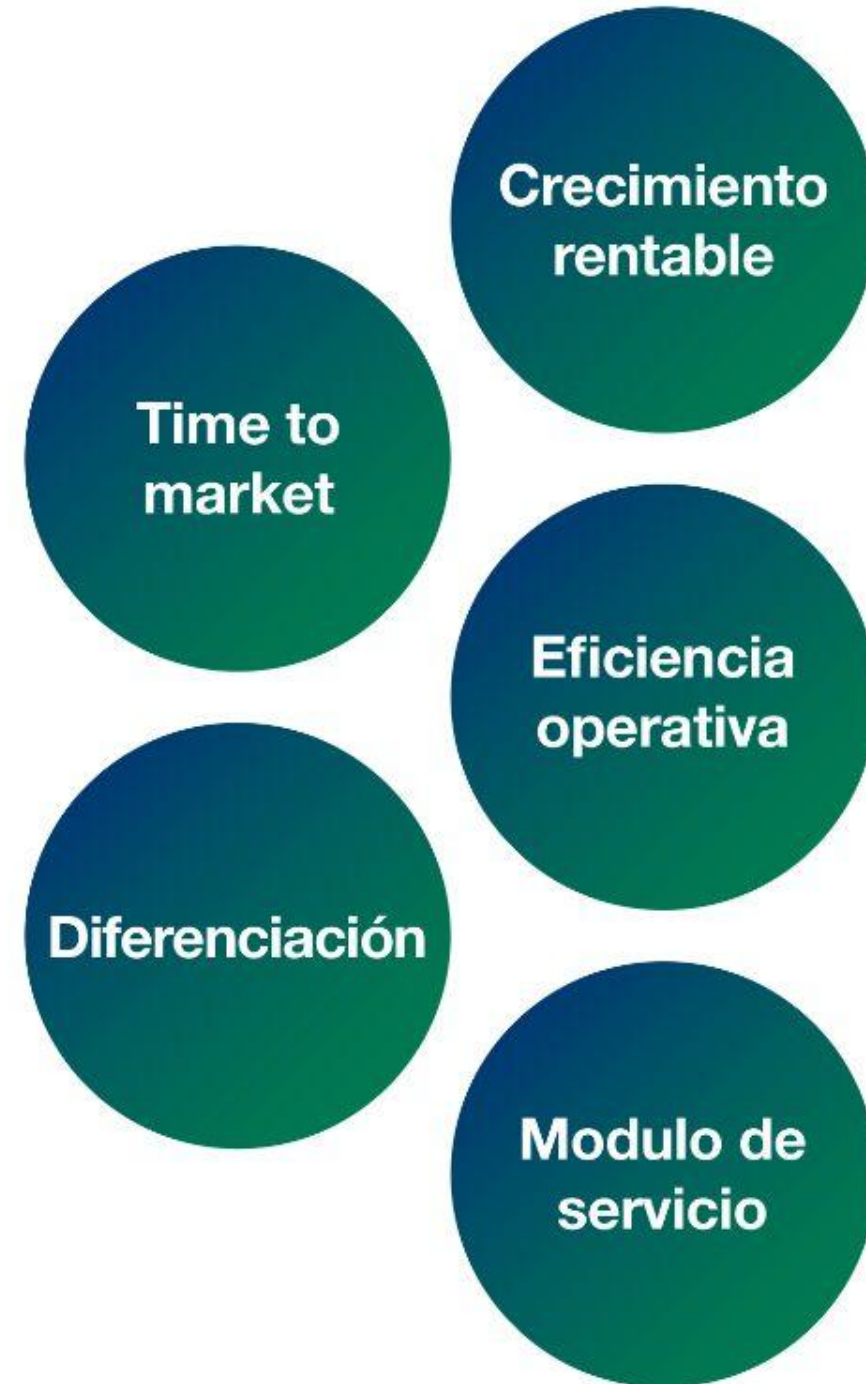 Crecimiento
rentable
Time to
market
Eficiencia
operativa
Diferenciación
Modulo de
servicio